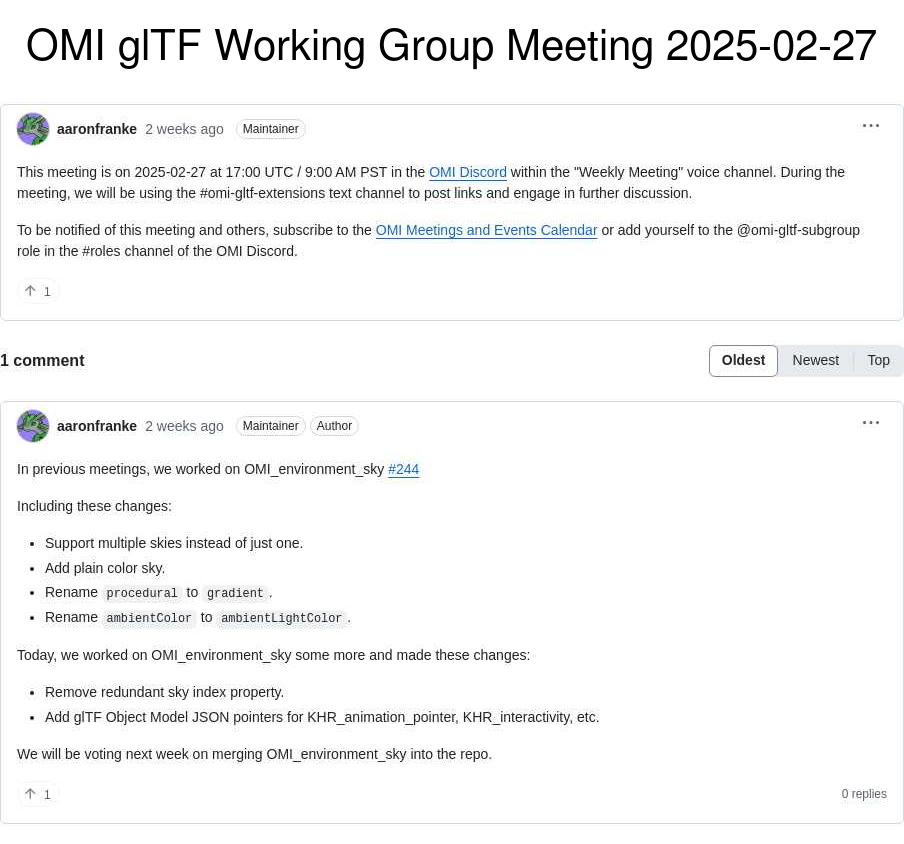 OMI glTF Working Group Meeting 2025-02-27
aaronfranke 2 weeks ago Maintainer
This meeting is on 2025-02-27 at 17:00 UTC / 9:00 AM PST in the OMI Discord within the "Weekly Meeting" voice channel. During the
meeting, we will be using the #omi-gltf-extensions text channel to post links and engage in further discussion.
To be notified of this meeting and others, subscribe to the OMI Meetings and Events Calendar or add yourself to the @omi-gltf-subgroup
role in the #roles channel of the OMI Discord.
1
1 comment
Oldest Newest Top
aaronfranke 2 weeks ago Maintainer Author
In previous meetings, we worked on OMI_environment_sky #244
Including these changes:
• Support multiple skies instead of just one.
• Add plain color sky.
• Rename procedural to gradient.
• Rename ambientColor to ambientLightColor.
Today, we worked on OMI_environment_sky some more and made these changes:
• Remove redundant sky index property.
• Add glTF Object Model JSON pointers for KHR_animation_pointer, KHR_interactivity, etc.
We will be voting next week on merging OMI_environment_sky into the repo.
1 0 replies